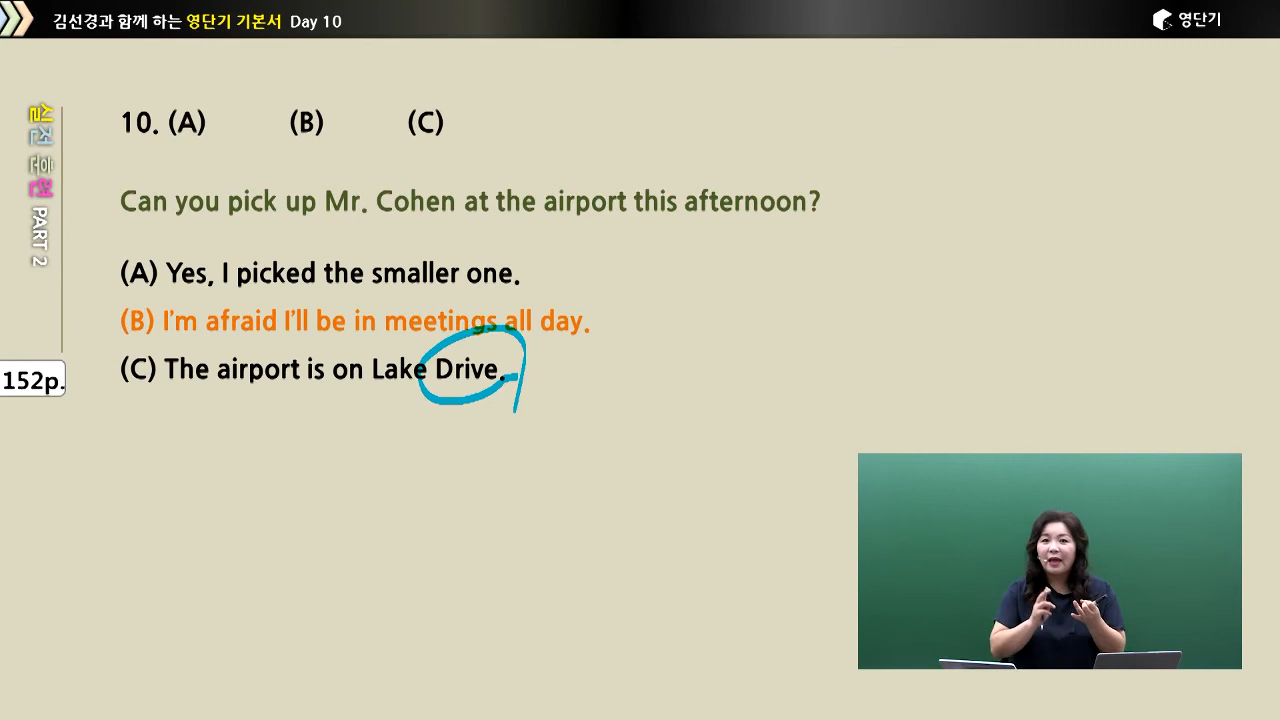 김선경과 함께 하는 영단기 기본서 Day 10
영단기
실전훈련 PART 2
10. (A) (B) (C)
Can you pick up Mr. Cohen at the airport this afternoon?
(A) Yes, I picked the smaller one.
(B) I'm afraid I'll be in meetings all day.
(C) The airport is on Lake Drive.
152p.